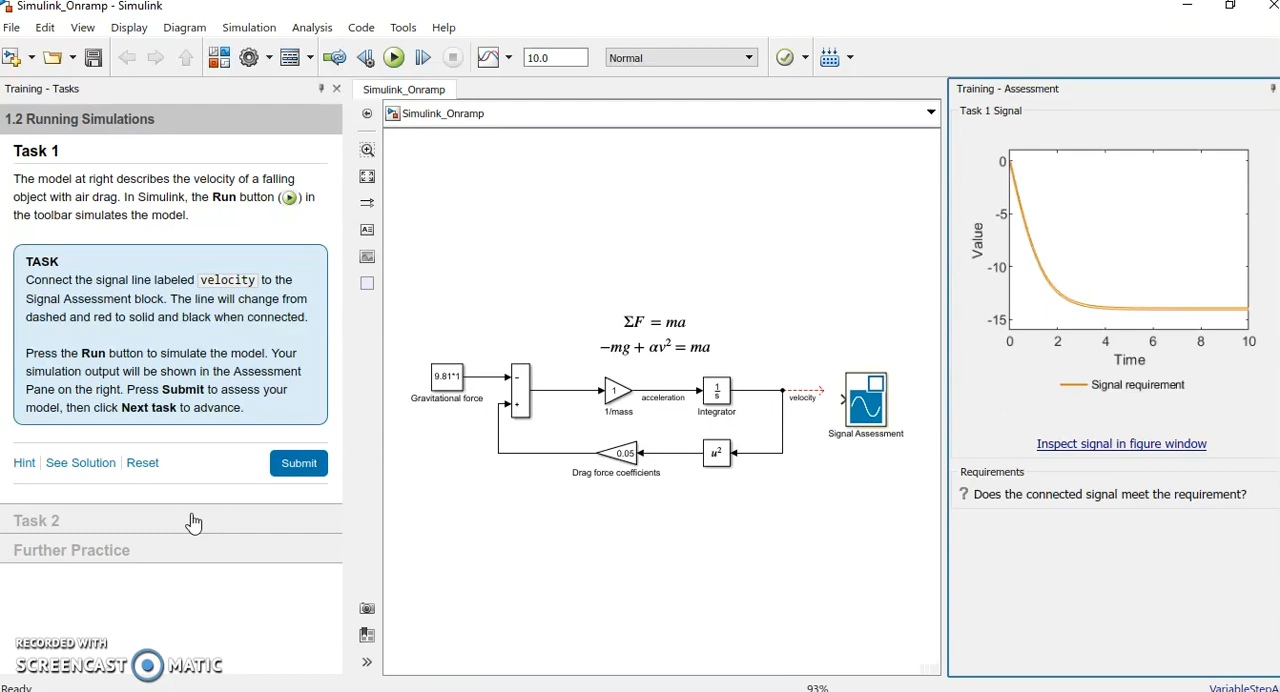 Simulink_Onramp - Simulink
File Edit View Display Diagram Simulation Analysis Code Tools Help
10.0 Normal
Training - Tasks
1.2 Running Simulations
Task 1
The model at right describes the velocity of a falling
object with air drag. In Simulink, the Run button ( ) in
the toolbar simulates the model.
TASK
Connect the signal line labeled velocity to the
Signal Assessment block. The line will change from
dashed and red to solid and black when connected.
Press the Run button to simulate the model. Your
simulation output will be shown in the Assessment
Pane on the right. Press Submit to assess your
model, then click Next task to advance.
Hint See Solution Reset Submit
Task 2
Further Practice
RECORDED WITH
SCREENCAST MATIC
Ready
Simulink_Onramp
Simulink_Onramp
ΣF = ma
−mg + αv² = ma
9.81*1
Gravitational force
−
+
1
1/mass
acceleration
1/s
Integrator
velocity
Signal Assessment
0.05
Drag force coefficients
u²
93%
Training - Assessment
Task 1 Signal
0
-5
-10
-15
Value
0 2 4 6 8 10
Time
Signal requirement
Inspect signal in figure window
Requirements
? Does the connected signal meet the requirement?
VariableStepA